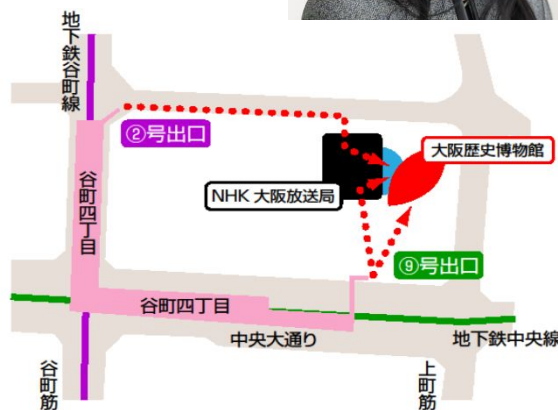 地下鉄谷町線
②号出口
大阪歴史博物館
谷町四丁目
NHK 大阪放送局
⑨号出口
谷町四丁目
中央大通り
地下鉄中央線
谷町筋
上町筋